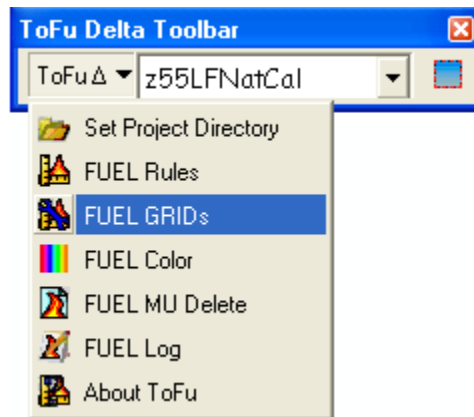 ToFu Delta Toolbar
ToFu Δ z55LFNatCal
Set Project Directory
FUEL Rules
FUEL GRIDs
FUEL Color
FUEL MU Delete
FUEL Log
About ToFu